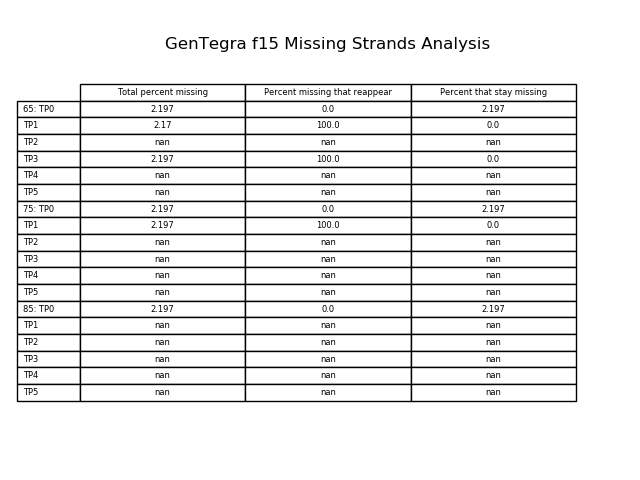 GenTegra f15 Missing Strands Analysis
Total percent missing Percent missing that reappear Percent that stay missing
65: TP0 2.197 0.0 2.197
TP1 2.17 100.0 0.0
TP2 nan nan nan
TP3 2.197 100.0 0.0
TP4 nan nan nan
TP5 nan nan nan
75: TP0 2.197 0.0 2.197
TP1 2.197 100.0 0.0
TP2 nan nan nan
TP3 nan nan nan
TP4 nan nan nan
TP5 nan nan nan
85: TP0 2.197 0.0 2.197
TP1 nan nan nan
TP2 nan nan nan
TP3 nan nan nan
TP4 nan nan nan
TP5 nan nan nan